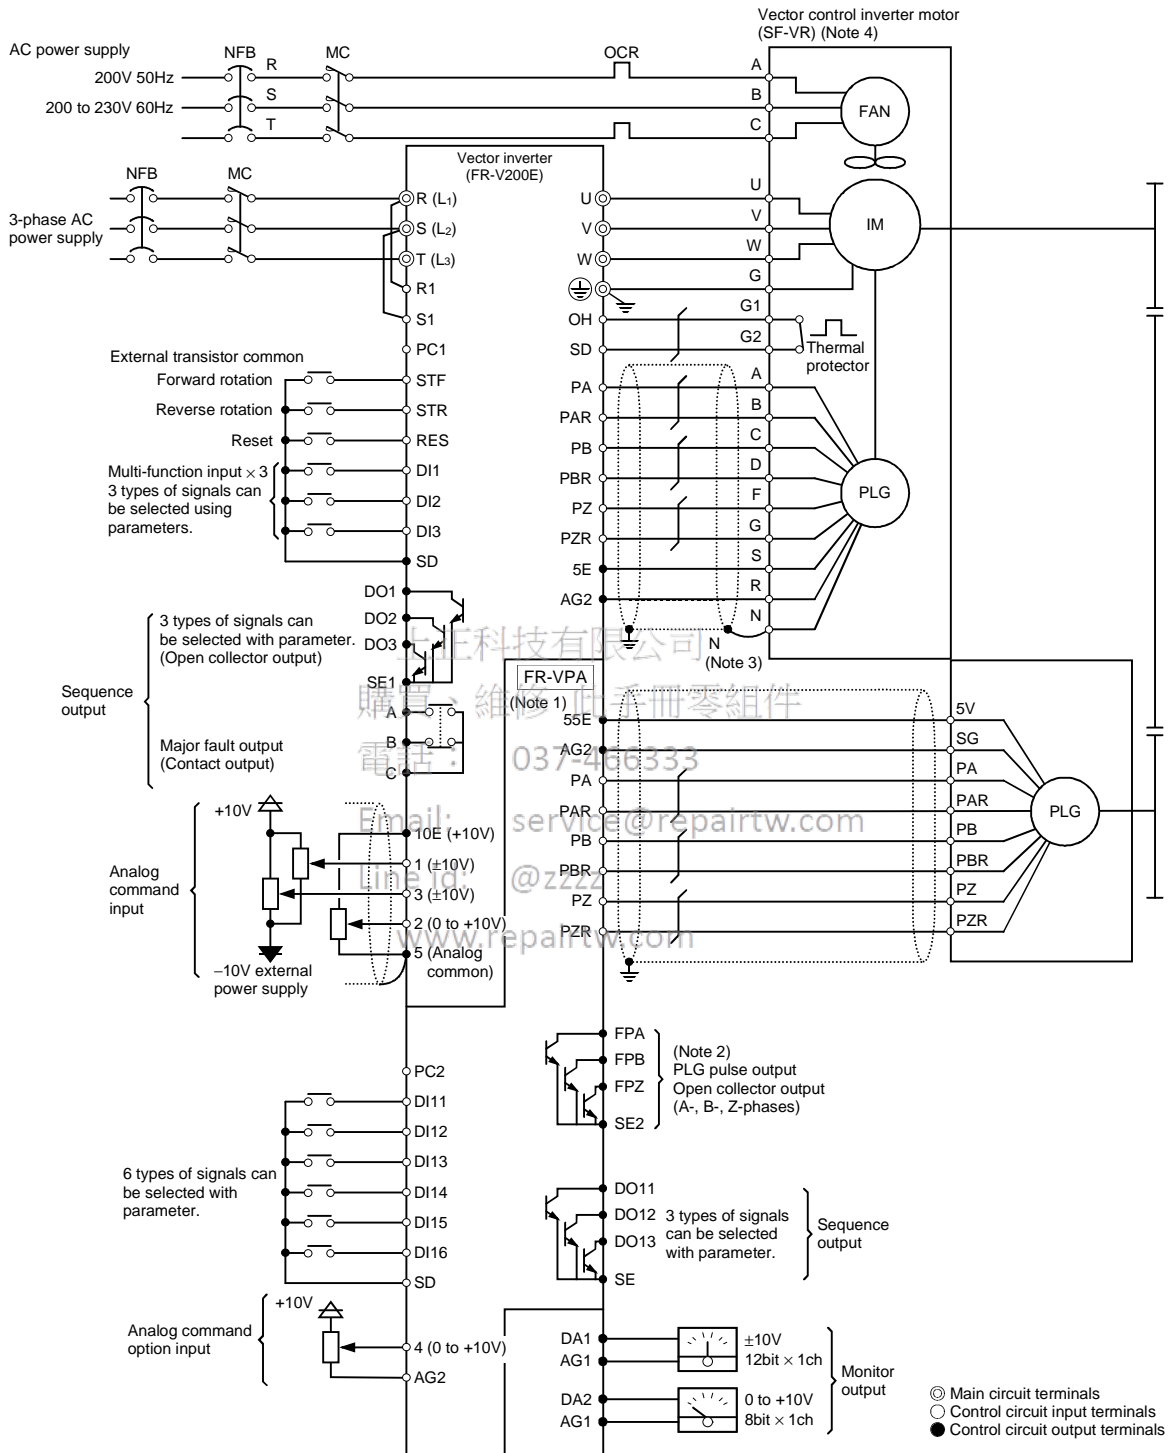 Vector control inverter motor
(SF-VR) (Note 4)
AC power supply
NFB
MC
OCR
200V 50Hz
R
A
200 to 230V 60Hz
S
B
T
C
FAN
Vector inverter
(FR-V200E)
NFB
MC
3-phase AC
power supply
R (L1)
S (L2)
T (L3)
R1
S1
PC1
U
V
W
U
V
W
G
IM
OH
SD
G1
G2
Thermal
protector
External transistor common
Forward rotation
STF
Reverse rotation
STR
Reset
RES
Multi-function input × 3
3 types of signals can
be selected using
parameters.
DI1
DI2
DI3
SD
PA
PAR
PB
PBR
PZ
PZR
5E
AG2
A
B
C
D
F
G
S
R
N
PLG
N
(Note 3)
DO1
DO2
DO3
SE1
3 types of signals can
be selected with parameter.
(Open collector output)
Sequence
output
Major fault output
(Contact output)
A
B
C
上正科技有限公司
購買、維修 此手冊零組件
電話： 037-466333
Email: service@repairtw.com
Line id: @zzzz
www.repairtw.com
FR-VPA
(Note 1)
55E
AG2
PA
PAR
PB
PBR
PZ
PZR
5V
SG
PA
PAR
PB
PBR
PZ
PZR
PLG
+10V
Analog
command
input
10E (+10V)
1 (±10V)
3 (±10V)
2 (0 to +10V)
5 (Analog
common)
−10V external
power supply
FPA
FPB
FPZ
SE2
(Note 2)
PLG pulse output
Open collector output
(A-, B-, Z-phases)
PC2
DI11
DI12
DI13
DI14
DI15
DI16
SD
6 types of signals can
be selected with
parameter.
DO11
DO12
DO13
SE
3 types of signals
can be selected
with parameter.
Sequence
output
+10V
Analog command
option input
4 (0 to +10V)
AG2
DA1
AG1
±10V
12bit × 1ch
DA2
AG1
0 to +10V
8bit × 1ch
Monitor
output
Main circuit terminals
Control circuit input terminals
Control circuit output terminals